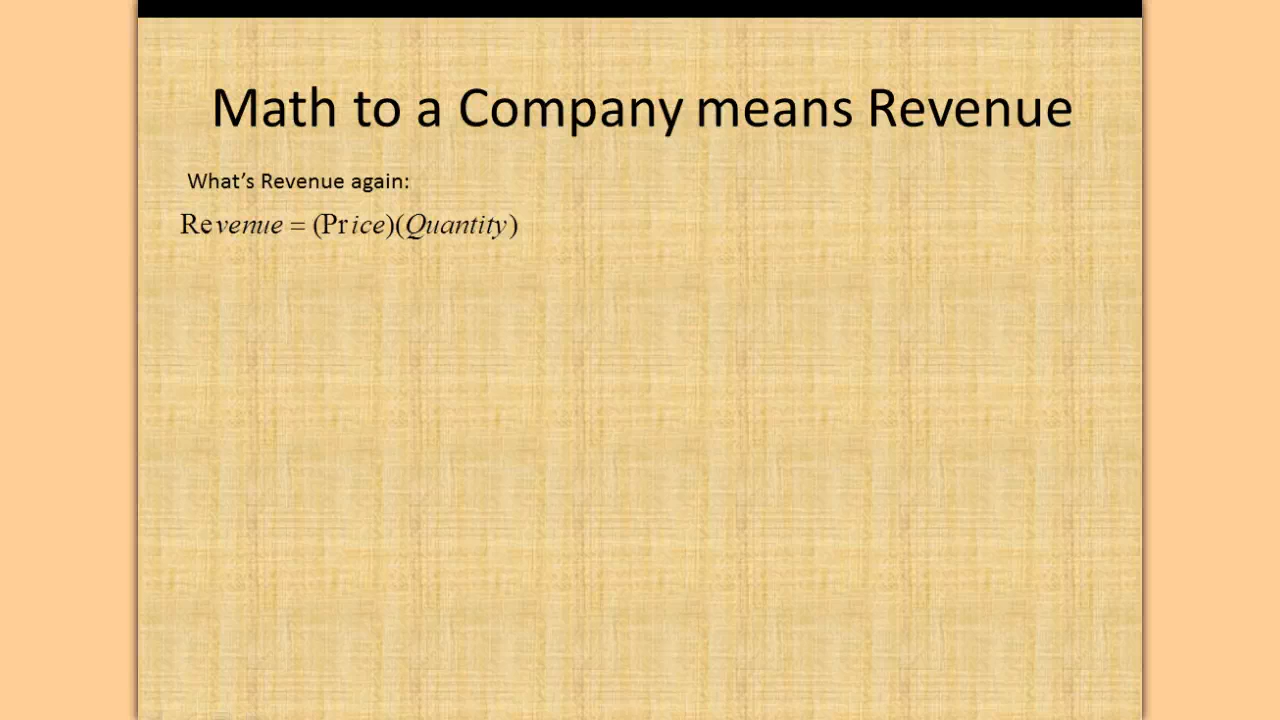 Math to a Company means Revenue
What’s Revenue again:
Revenue = (Price)(Quantity)